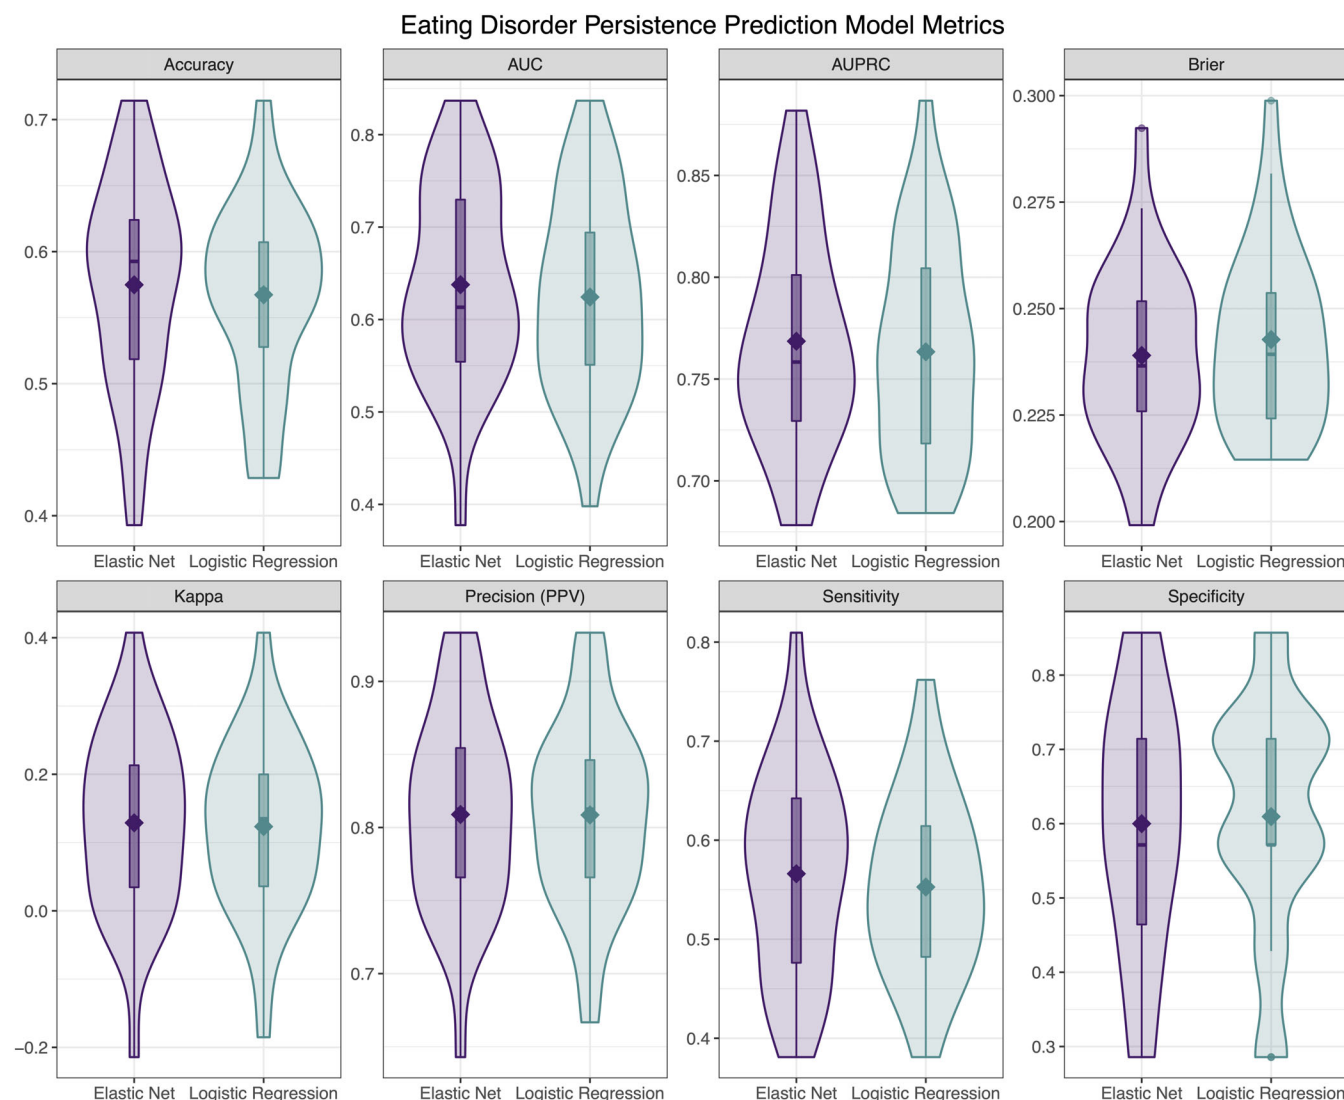 Eating Disorder Persistence Prediction Model Metrics
Accuracy
AUC
AUPRC
Brier
0.7
0.6
0.5
0.4
0.8
0.7
0.6
0.5
0.4
0.85
0.80
0.75
0.70
0.300
0.275
0.250
0.225
0.200
Elastic Net Logistic Regression
Elastic Net Logistic Regression
Elastic Net Logistic Regression
Elastic Net Logistic Regression
Kappa
Precision (PPV)
Sensitivity
Specificity
0.4
0.2
0.0
−0.2
0.9
0.8
0.7
0.8
0.7
0.6
0.5
0.4
0.8
0.7
0.6
0.5
0.4
0.3
Elastic Net Logistic Regression
Elastic Net Logistic Regression
Elastic Net Logistic Regression
Elastic Net Logistic Regression